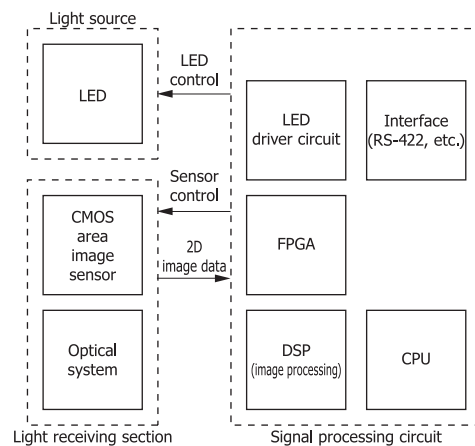 Light source
LED
LED
control
LED
driver circuit
Interface
(RS-422, etc.)
Sensor
control
CMOS
area
image
sensor
2D
image data
FPGA
Optical
system
DSP
(image processing)
CPU
Light receiving section
Signal processing circuit